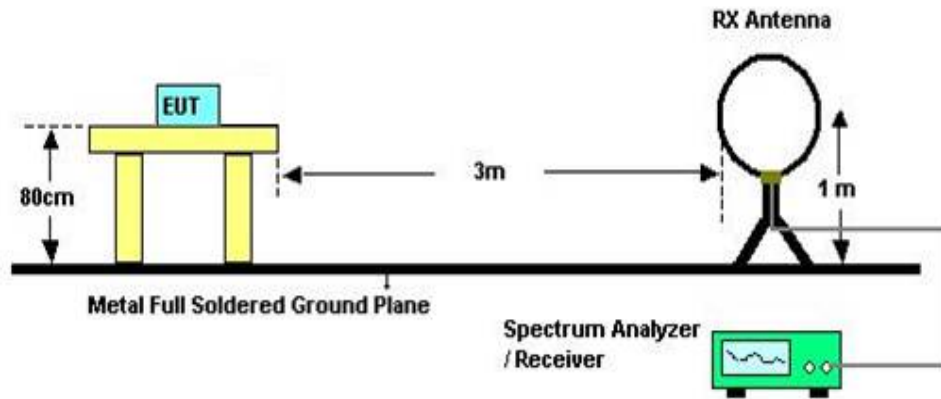 RX Antenna
EUT
3m
80cm
1 m
Metal Full Soldered Ground Plane
Spectrum Analyzer
/ Receiver